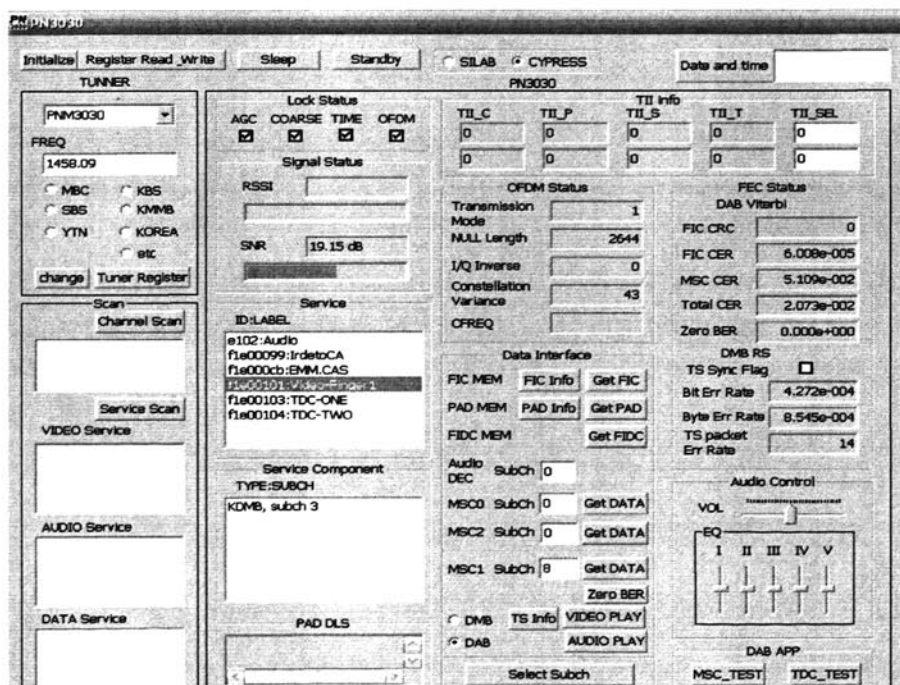 PN3030
Initialize Register Read_Write Sleep Standby SILAB CYPRESS Date and time
TUNNER
PNM3030
FREQ
1458.09
MBC KBS
SBS KMMB
YTN KOREA
etc
change Tuner Register
Scan
Channel Scan
Service Scan
VIDEO Service
AUDIO Service
DATA Service
PN3030
Lock Status
AGC COARSE TIME OFDM
Signal Status
RSSI
SNR 19.15 dB
Service
ID:LABEL
e102:Audio
f1e00099:IrdetoCA
f1e000cb:EMM.CAS
f1e00101:Video-Finger1
f1e00103:TDC-ONE
f1e00104:TDC-TWO
Service Component
TYPE:SUBCH
KDMB, subch 3
PAD DLS
TII Info
TII_C TII_P TII_S TII_T TII_SEL
0 0 0 0 0
0 0 0 0 0
OFDM Status
Transmission Mode 1
NULL Length 2644
I/Q Inverse 0
Constellation Variance 43
CFREQ
Data Interface
FIC MEM FIC Info Get FIC
PAD MEM PAD Info Get PAD
FIDC MEM Get FIDC
Audio DEC SubCh 0
MSC0 SubCh 0 Get DATA
MSC2 SubCh 0 Get DATA
MSC1 SubCh 8 Get DATA
Zero BER
DMB TS Info VIDEO PLAY
DAB AUDIO PLAY
Select Subch
FEC Status
DAB Viterbi
FIC CRC 0
FIC CER 6.008e-005
MSC CER 5.109e-002
Total CER 2.073e-002
Zero BER 0.000e+000
DMB RS
TS Sync Flag
Bit Err Rate 4.272e-004
Byte Err Rate 8.545e-004
TS packet Err Rate 14
Audio Control
VOL
EQ
I II III IV V
DAB APP
MSC_TEST TDC_TEST